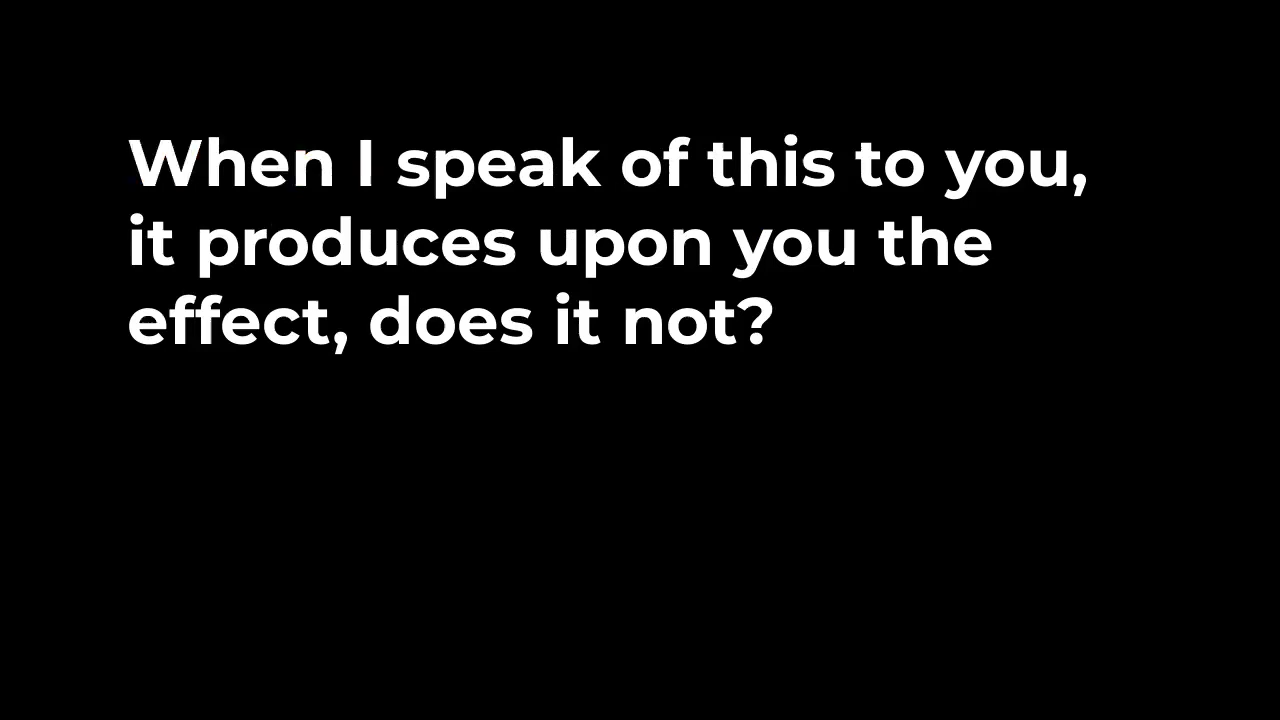 When I speak of this to you,
it produces upon you the
effect, does it not?